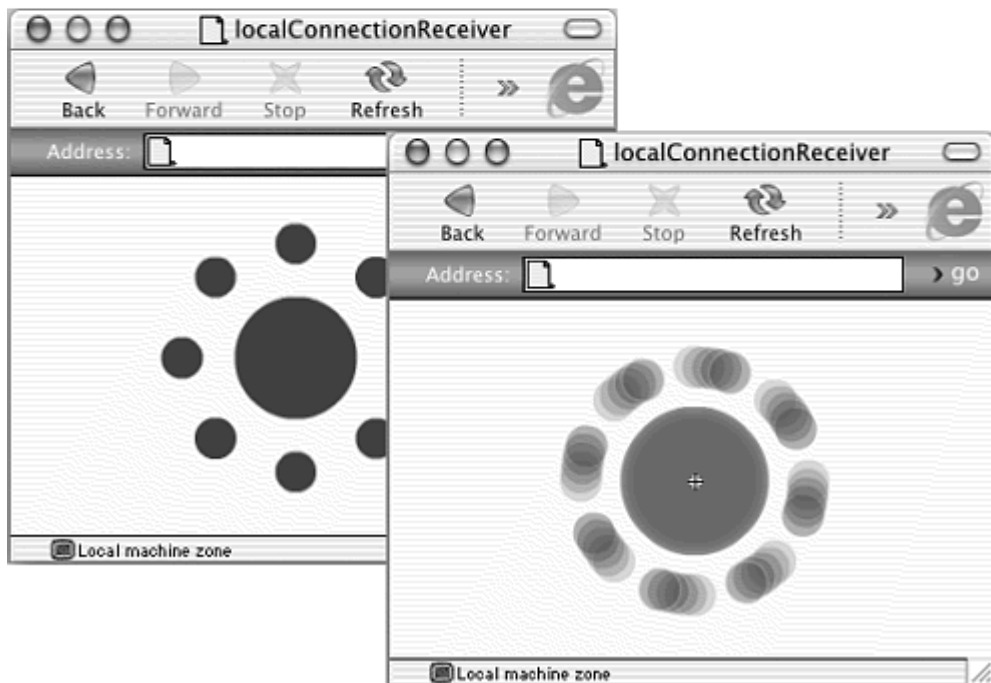 localConnectionReceiver
Back Forward Stop Refresh »
Address:
Local machine zone
localConnectionReceiver
Back Forward Stop Refresh »
Address: go
Local machine zone